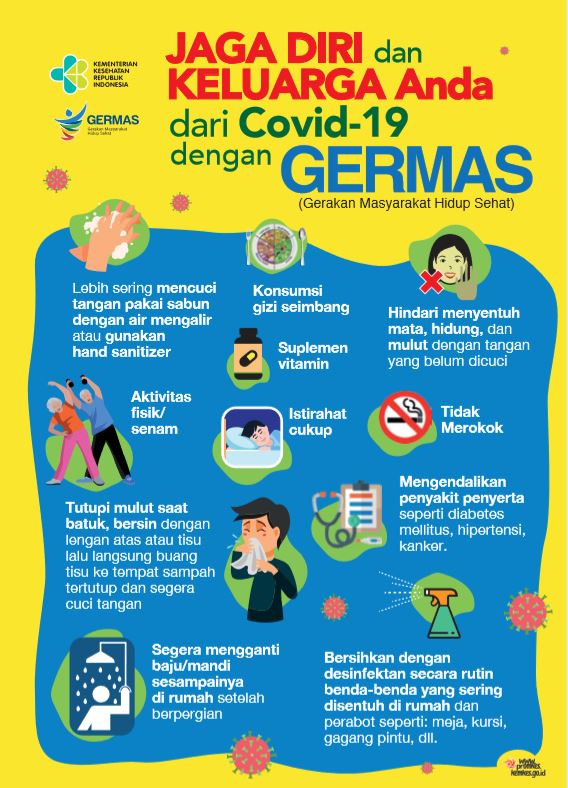 KEMENTERIAN
KESEHATAN
REPUBLIK
INDONESIA
GERMAS
Gerakan Masyarakat
Hidup Sehat
JAGA DIRI dan
KELUARGA Anda
dari Covid-19
dengan GERMAS
(Gerakan Masyarakat Hidup Sehat)
Lebih sering mencuci
tangan pakai sabun
dengan air mengalir
atau gunakan
hand sanitizer
Konsumsi
gizi seimbang
Hindari menyentuh
mata, hidung, dan
mulut dengan tangan
yang belum dicuci
Suplemen
vitamin
Aktivitas
fisik/
senam
Istirahat
cukup
Tidak
Merokok
Tutupi mulut saat
batuk, bersin dengan
lengan atas atau tisu
lalu langsung buang
tisu ke tempat sampah
tertutup dan segera
cuci tangan
Mengendalikan
penyakit penyerta
seperti diabetes
mellitus, hipertensi,
kanker.
Segera mengganti
baju/mandi
sesampainya
di rumah setelah
berpergian
Bersihkan dengan
desinfektan secara rutin
benda-benda yang sering
disentuh di rumah dan
perabot seperti: meja, kursi,
gagang pintu, dll.
www.
promkes.
kemkes.go.id